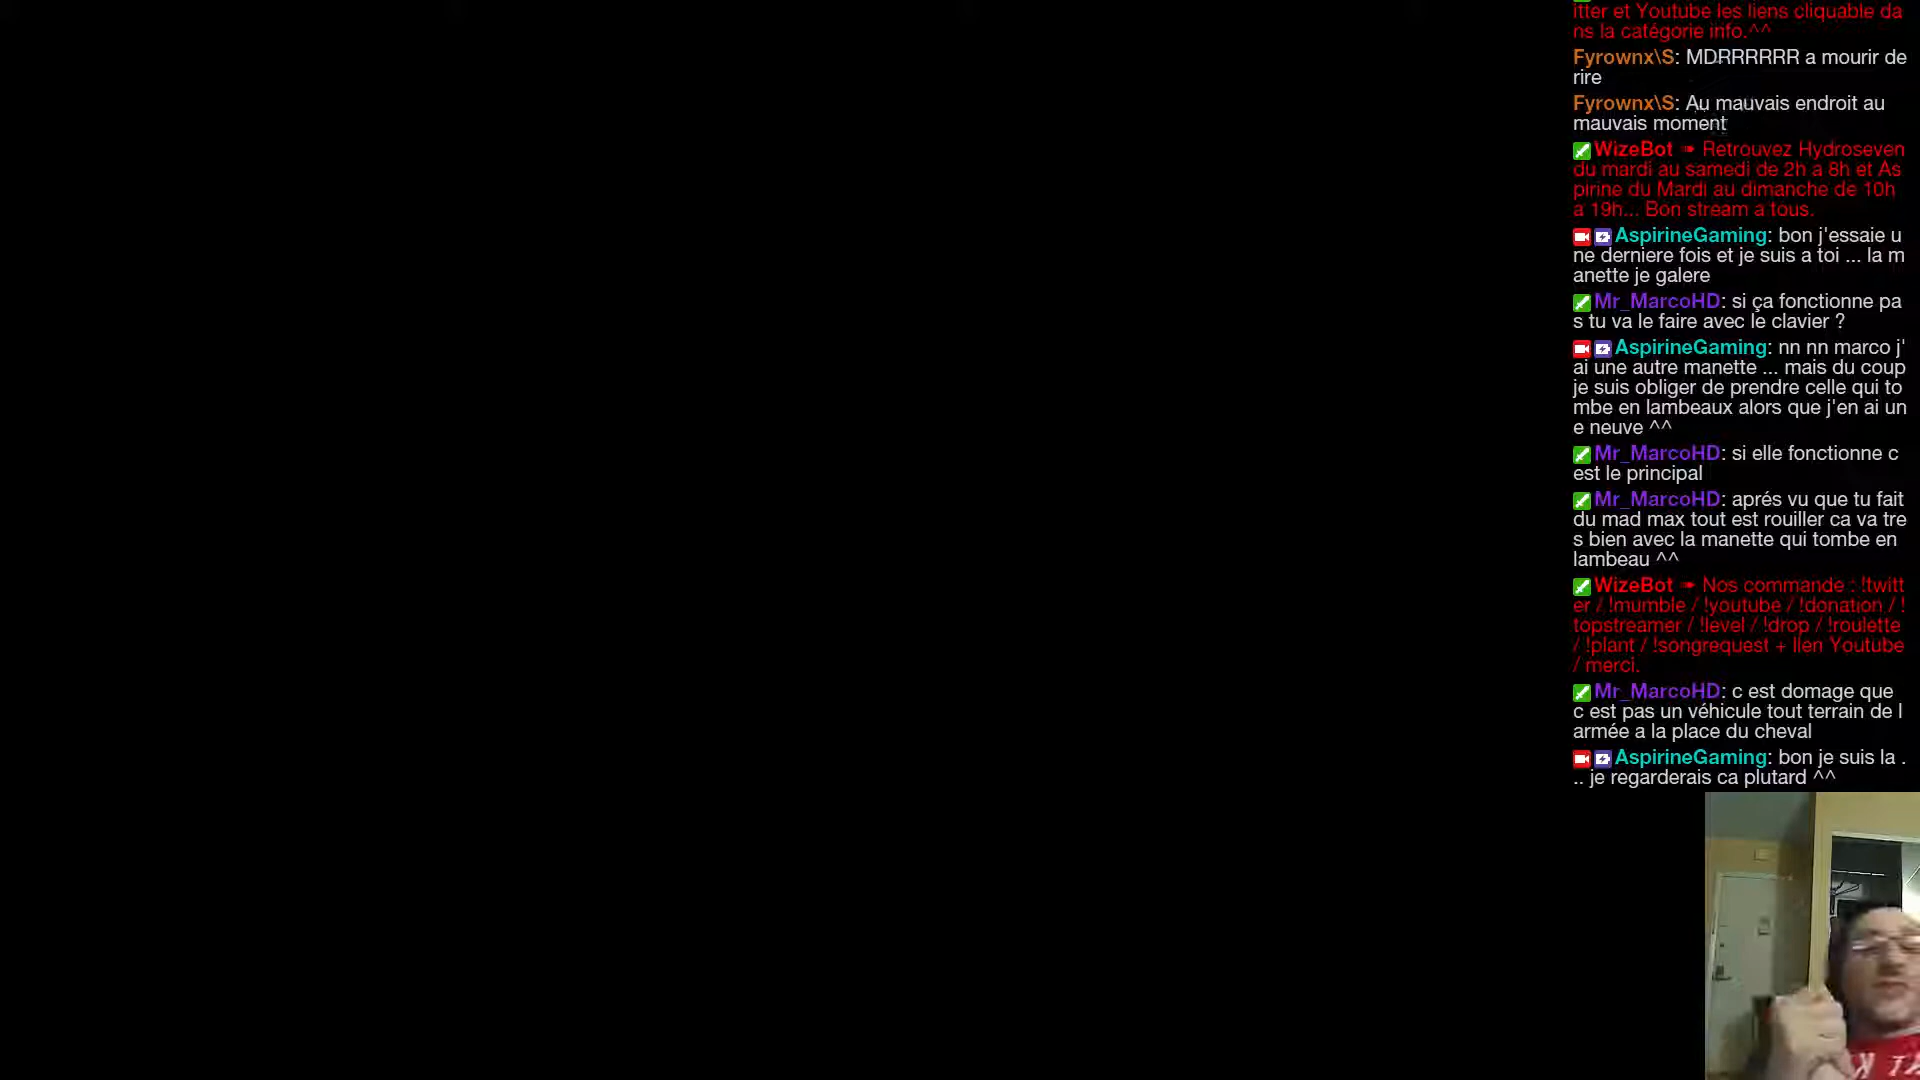 itter et Youtube les liens cliquable da
ns la catégorie info.^^
Fyrownx\S: MDRRRRRR a mourir de
rire
Fyrownx\S: Au mauvais endroit au
mauvais moment
WizeBot ➠ Retrouvez Hydroseven
du mardi au samedi de 2h a 8h et As
pirine du Mardi au dimanche de 10h
a 19h... Bon stream a tous.
AspirineGaming: bon j'essaie u
ne derniere fois et je suis a toi ... la m
anette je galere
Mr_MarcoHD: si ça fonctionne pa
s tu va le faire avec le clavier ?
AspirineGaming: nn nn marco j'
ai une autre manette ... mais du coup
je suis obliger de prendre celle qui to
mbe en lambeaux alors que j'en ai un
e neuve ^^
Mr_MarcoHD: si elle fonctionne c
est le principal
Mr_MarcoHD: aprés vu que tu fait
du mad max tout est rouiller ca va tre
s bien avec la manette qui tombe en
lambeau ^^
WizeBot ➠ Nos commande : !twitt
er / !mumble / !youtube / !donation / !
topstreamer / !level / !drop / !roulette
/ !plant / !songrequest + lien Youtube
/ merci.
Mr_MarcoHD: c est domage que
c est pas un véhicule tout terrain de l
armée a la place du cheval
AspirineGaming: bon je suis la .
.. je regarderais ca plutard ^^